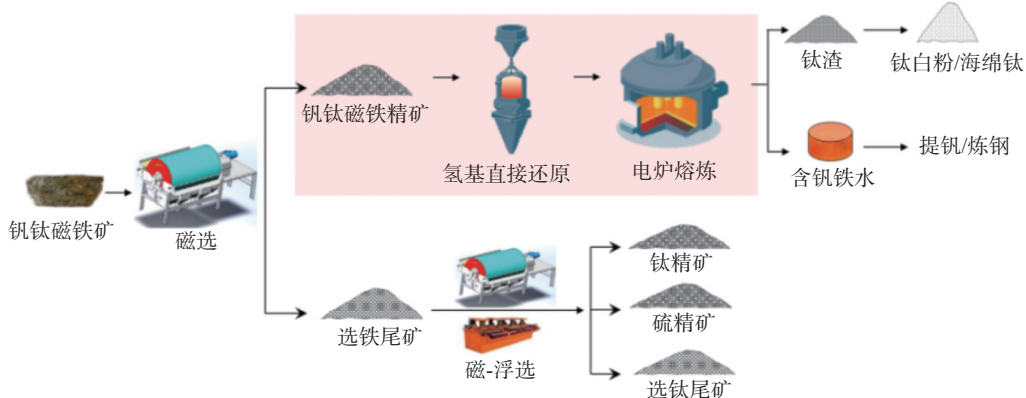 钒钛磁铁矿
磁选
钒钛磁铁精矿
氢基直接还原
电炉熔炼
钛渣
钛白粉/海绵钛
含钒铁水
提钒/炼钢
选铁尾矿
磁-浮选
钛精矿
硫精矿
选钛尾矿